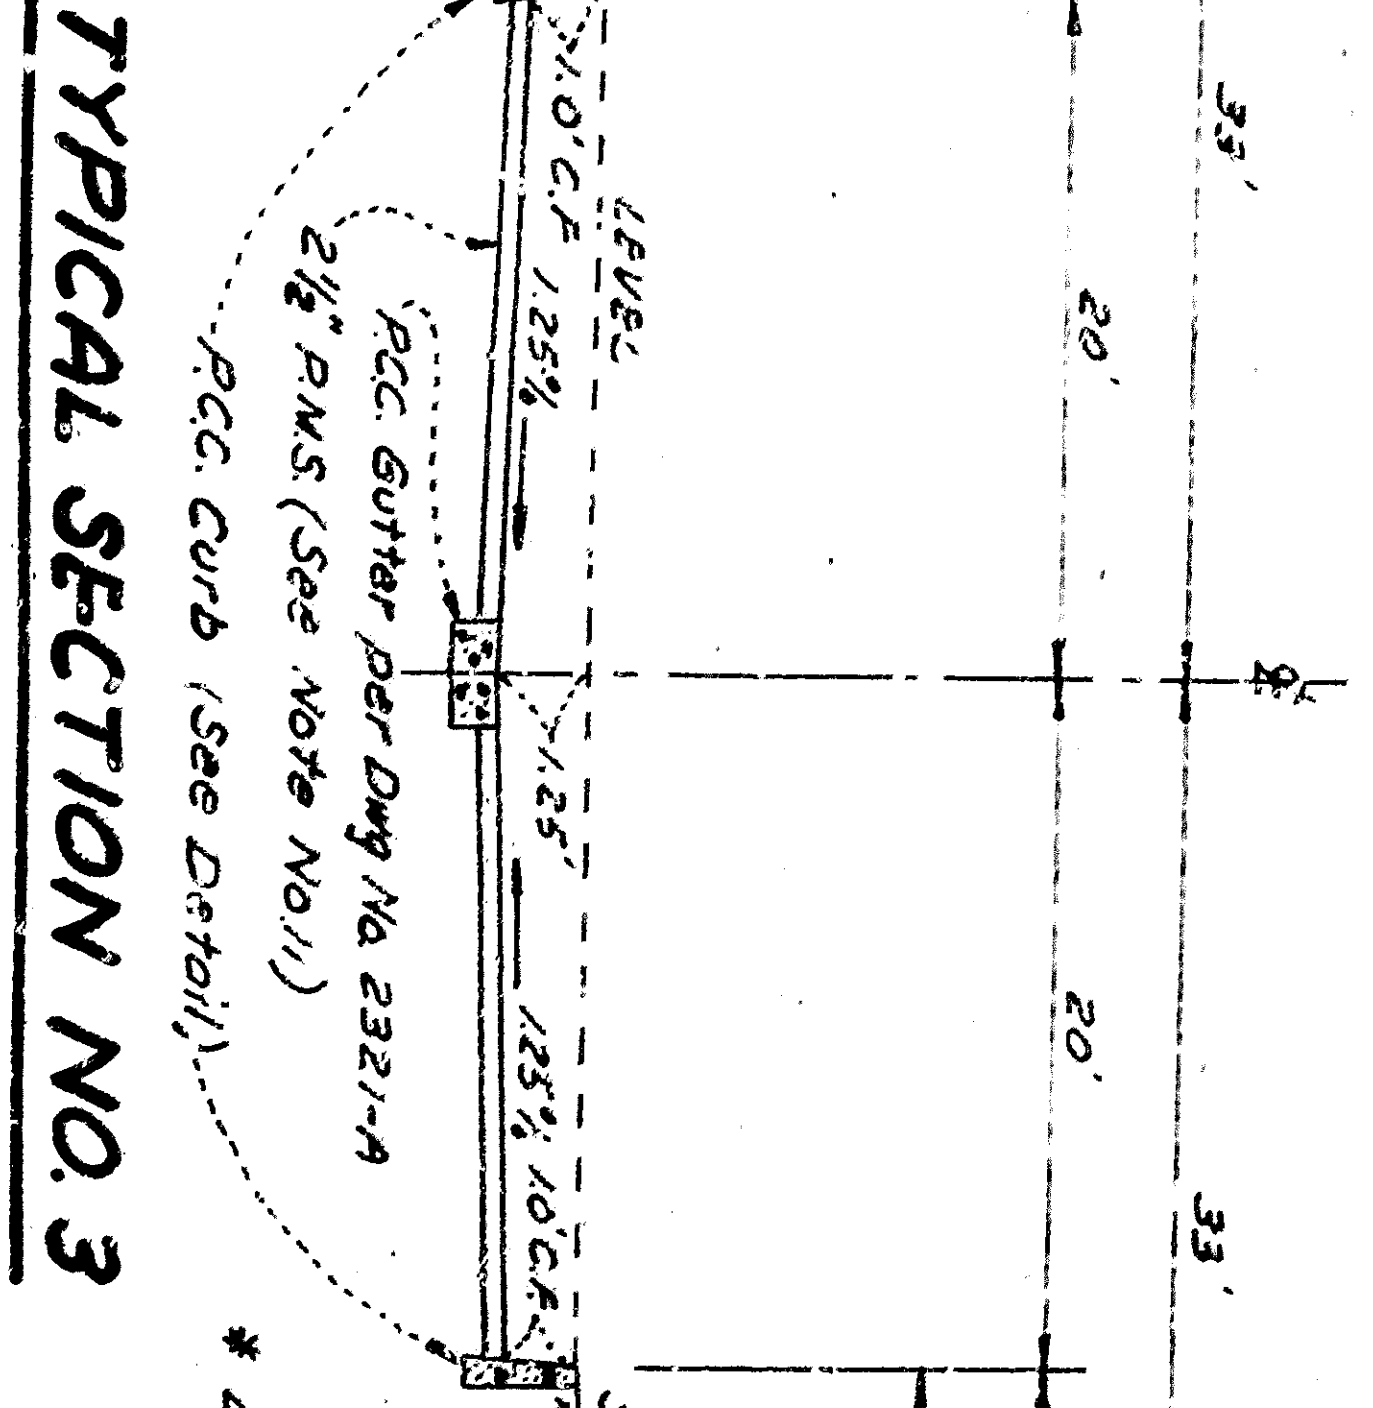 33' 33'
20' 20'
LEVEL
1.0' C.F. 1.25% 1.25' 1.25% 1.0' C.F.
P.C.C. Gutter per Dwg No. 2321-A
2½" P.M.S. (See Note No. 11)
P.C.C. Curb (See Detail)
TYPICAL SECTION NO. 3
*